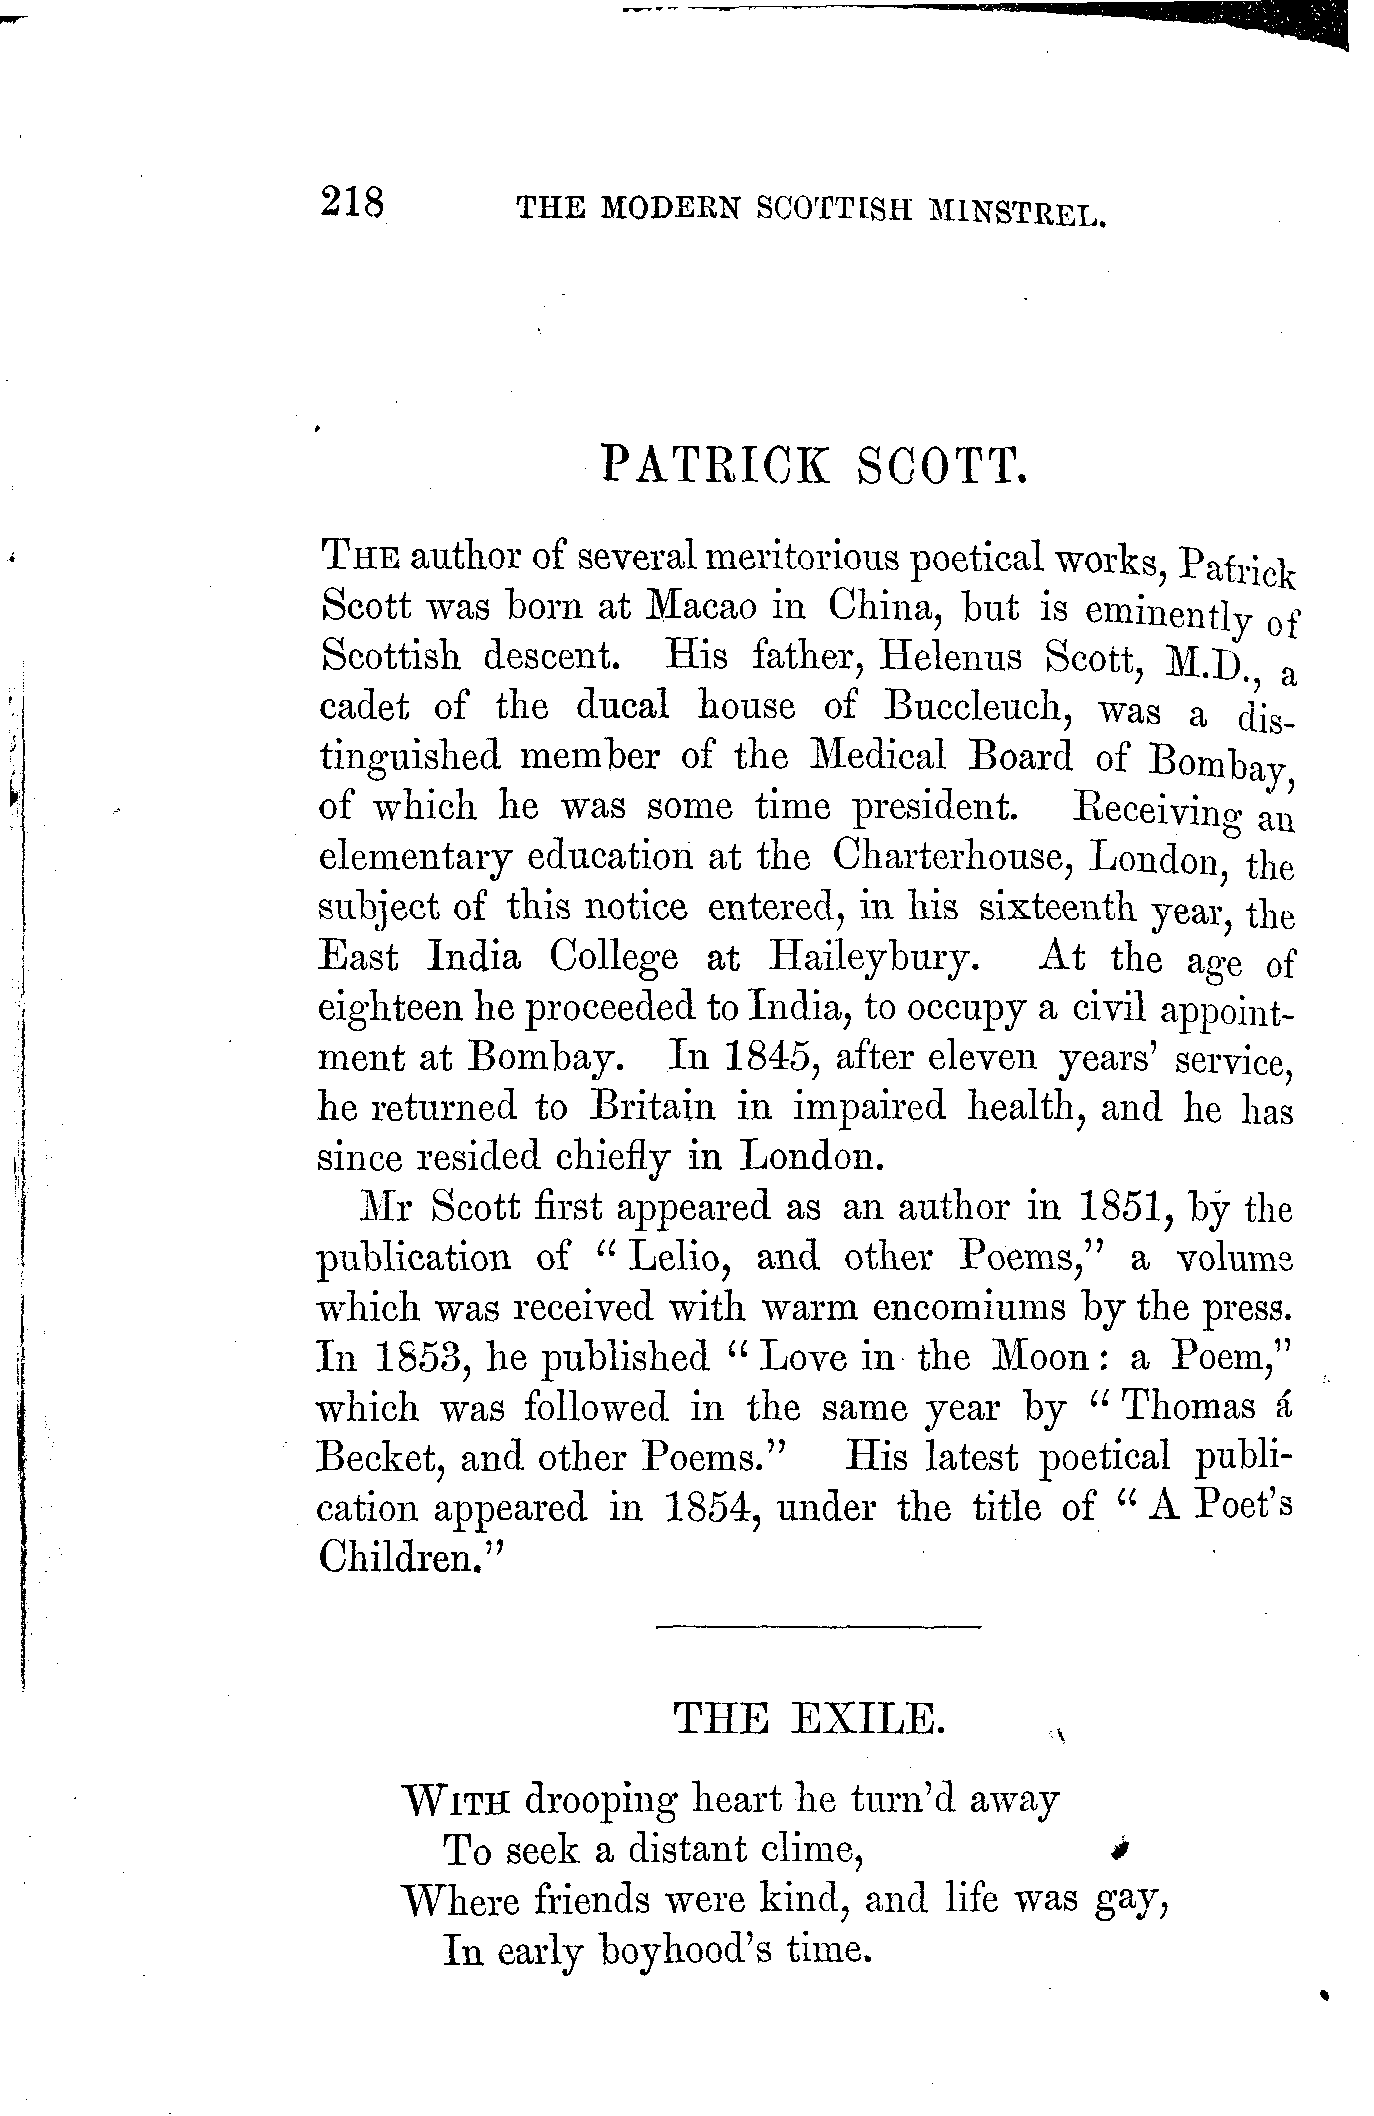 218 THE MODERN SCOTTISH MINSTREL.
PATRICK SCOTT.
THE author of several meritorious poetical works, Patrick
Scott was born at Macao in China, but is eminently of
Scottish descent. His father, Helenus Scott, M.D., a
cadet of the ducal house of Buccleuch, was a dis-
tinguished member of the Medical Board of Bombay,
of which he was some time president. Receiving an
elementary education at the Charterhouse, London, the
subject of this notice entered, in his sixteenth year, the
East India College at Haileybury. At the age of
eighteen he proceeded to India, to occupy a civil appoint-
ment at Bombay. In 1845, after eleven years' service,
he returned to Britain in impaired health, and he has
since resided chiefly in London.
Mr Scott first appeared as an author in 1851, by the
publication of “Lelio, and other Poems,” a volume
which was received with warm encomiums by the press.
In 1853, he published “Love in the Moon: a Poem,”
which was followed in the same year by “Thomas á
Becket, and other Poems.” His latest poetical publi-
cation appeared in 1854, under the title of “A Poet's
Children.”
THE EXILE.
WITH drooping heart he turn'd away
To seek a distant clime,
Where friends were kind, and life was gay,
In early boyhood's time.